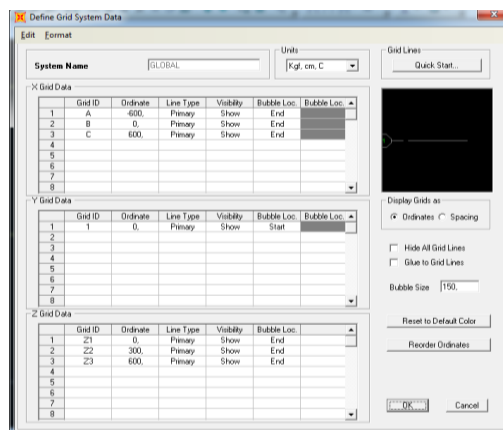 Define Grid System Data
Edit Format
System Name GLOBAL
Units
Kgf, cm, C
Grid Lines
Quick Start...
X Grid Data
Grid ID Ordinate Line Type Visibility Bubble Loc. Bubble Loc.
1 A -600, Primary Show End
2 B 0, Primary Show End
3 C 600, Primary Show End
4
5
6
7
8
Y Grid Data
Grid ID Ordinate Line Type Visibility Bubble Loc. Bubble Loc.
1 1 0, Primary Show Start
2
3
4
5
6
7
8
Z Grid Data
Grid ID Ordinate Line Type Visibility Bubble Loc.
1 Z1 0, Primary Show End
2 Z2 300, Primary Show End
3 Z3 600, Primary Show End
4
5
6
7
8
Display Grids as
Ordinates Spacing
Hide All Grid Lines
Glue to Grid Lines
Bubble Size 150,
Reset to Default Color
Reorder Ordinates
OK Cancel